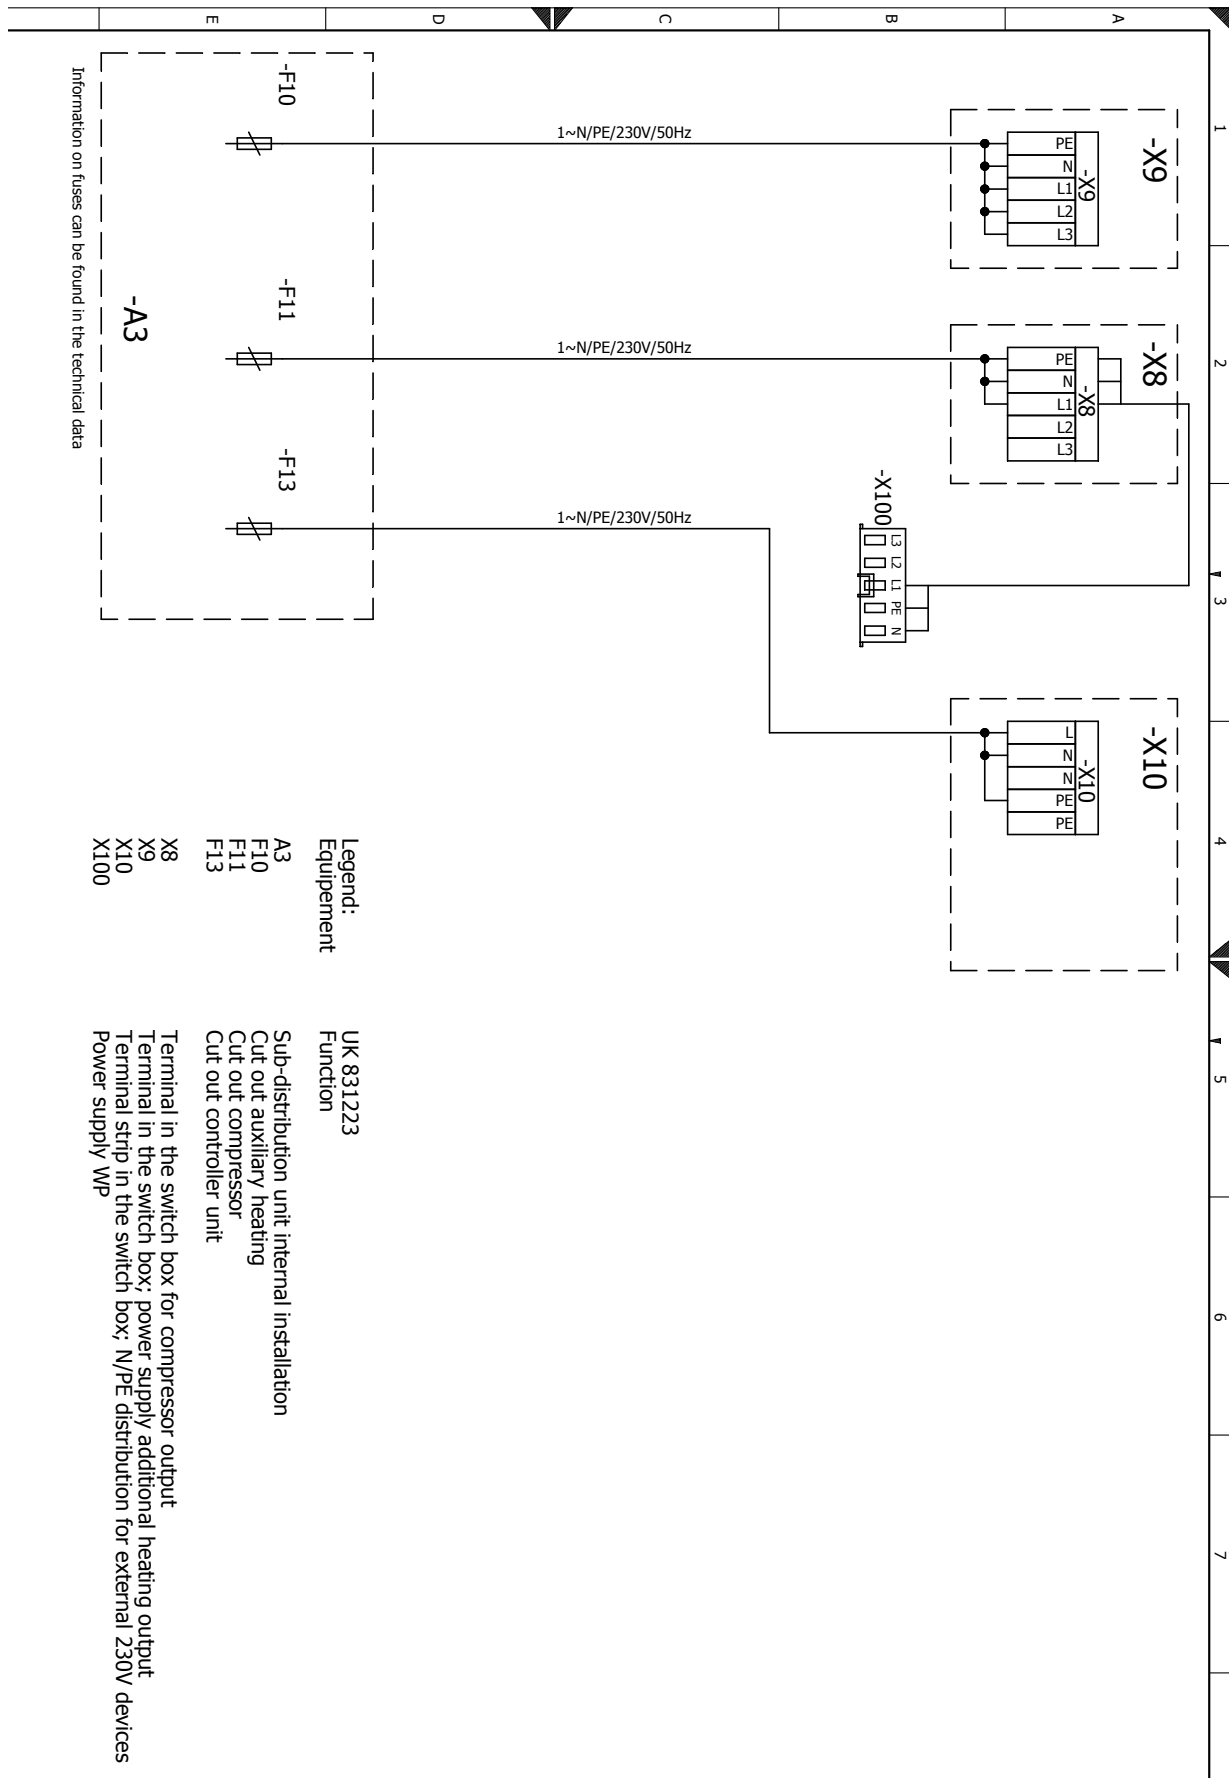 E
D
C
B
A
1
2
3
4
5
6
7
-X9
-X9
PE
N
L1
L2
L3
-X8
-X8
PE
N
L1
L2
L3
-X100
L3
L2
L1
PE
N
-X10
-X10
L
N
N
PE
PE
1~N/PE/230V/50Hz
1~N/PE/230V/50Hz
1~N/PE/230V/50Hz
-F10
-F11
-F13
-A3
Information on fuses can be found in the technical data
Legend: UK 831223
Equipement Function
A3 Sub-distribution unit internal installation
F10 Cut out auxiliary heating
F11 Cut out compressor
F13 Cut out controller unit
X8 Terminal in the switch box for compressor output
X9 Terminal in the switch box; power supply additional heating output
X10 Terminal strip in the switch box; N/PE distribution for external 230V devices
X100 Power supply WP